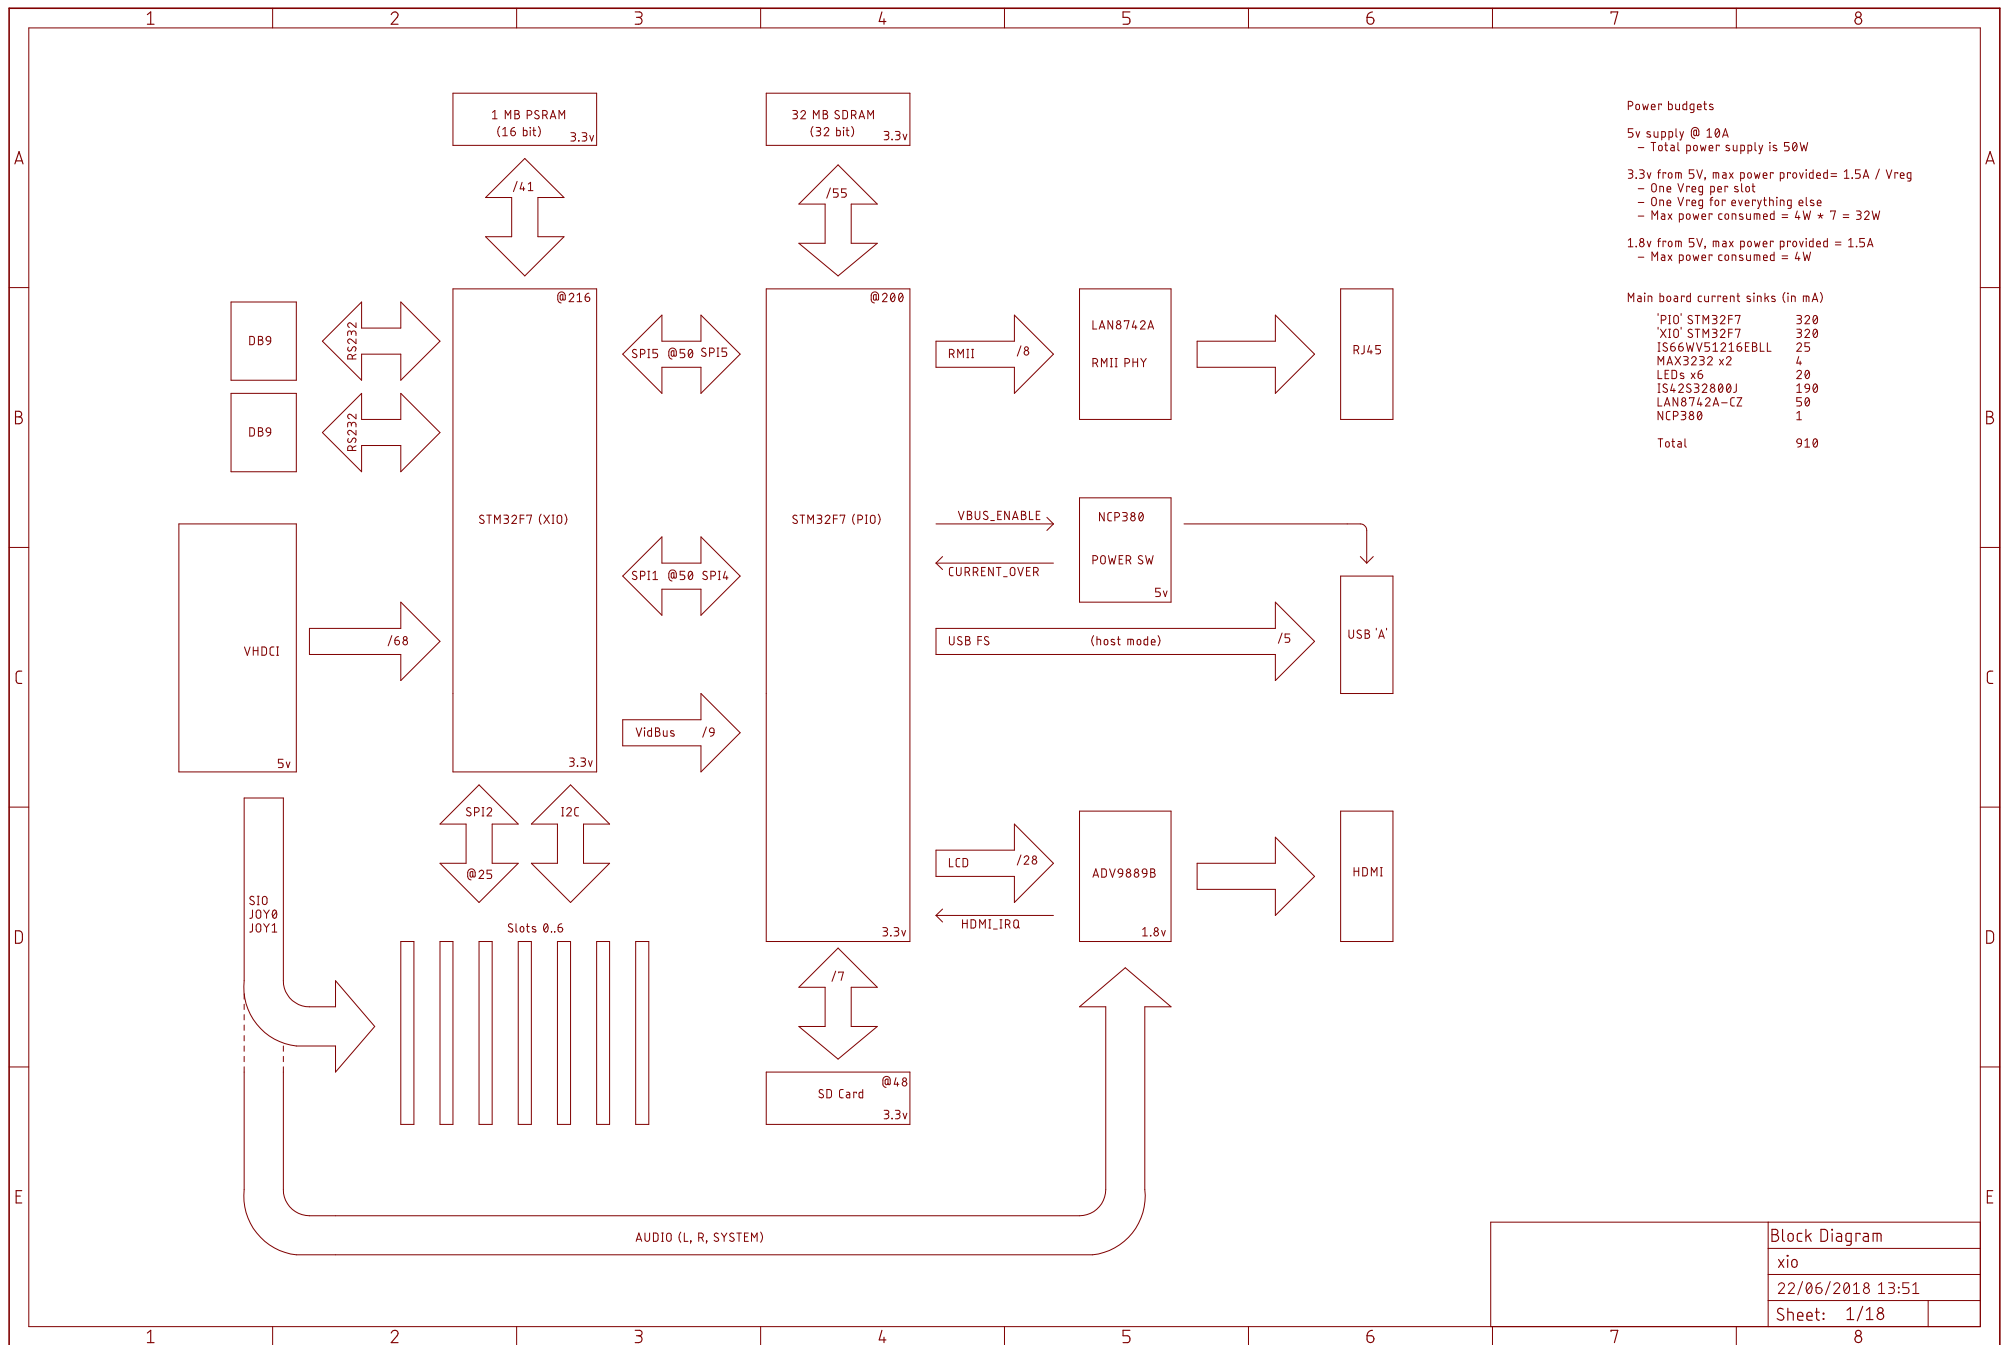 1 2 3 4 5 6 7 8
A A
B B
C C
D D
E E
1 MB PSRAM
(16 bit)
3.3v
32 MB SDRAM
(32 bit)
3.3v
/41
/55
Power budgets
5v supply @ 10A
- Total power supply is 50W
3.3v from 5V, max power provided= 1.5A / Vreg
- One Vreg per slot
- One Vreg for everything else
- Max power consumed = 4W * 7 = 32W
1.8v from 5V, max power provided = 1.5A
- Max power consumed = 4W
Main board current sinks (in mA)
'PIO' STM32F7 320
'XIO' STM32F7 320
IS66WV51216EBLL 25
MAX3232 x2 4
LEDs x6 20
IS42S32800J 190
LAN8742A-CZ 50
NCP380 1
Total 910
DB9
RS232
DB9
RS232
VHDCI
5v
/68
@216
STM32F7 (XIO)
3.3v
SPI5 @50 SPI5
SPI1 @50 SPI4
VidBus /9
@200
STM32F7 (PIO)
3.3v
RMII /8
LAN8742A
RMII PHY
RJ45
VBUS_ENABLE
CURRENT_OVER
NCP380
POWER SW
5v
USB FS (host mode) /5
USB 'A'
LCD /28
HDMI_IRQ
ADV9889B
1.8v
HDMI
SPI2
@25
I2C
SIO
JOY0
JOY1
Slots 0..6
/7
@48
SD Card
3.3v
AUDIO (L, R, SYSTEM)
Block Diagram
xio
22/06/2018 13:51
Sheet: 1/18
1 2 3 4 5 6 7 8